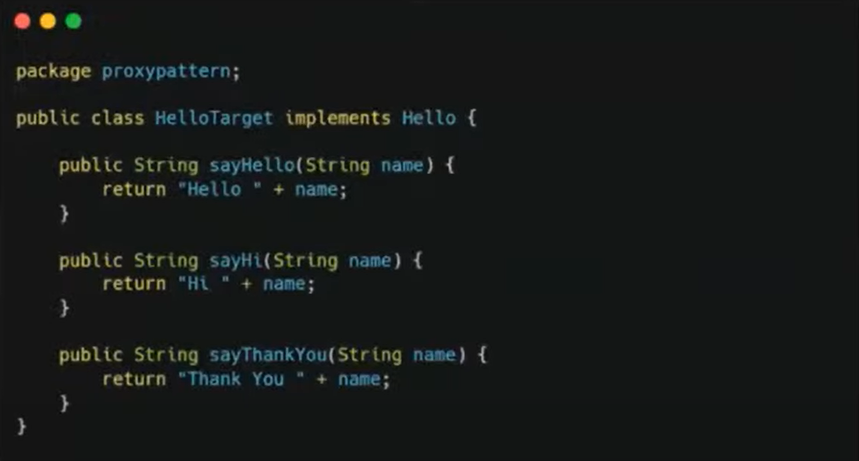 package proxypattern;
public class HelloTarget implements Hello {
public String sayHello(String name) {
return "Hello " + name;
}
public String sayHi(String name) {
return "Hi " + name;
}
public String sayThankYou(String name) {
return "Thank You " + name;
}
}